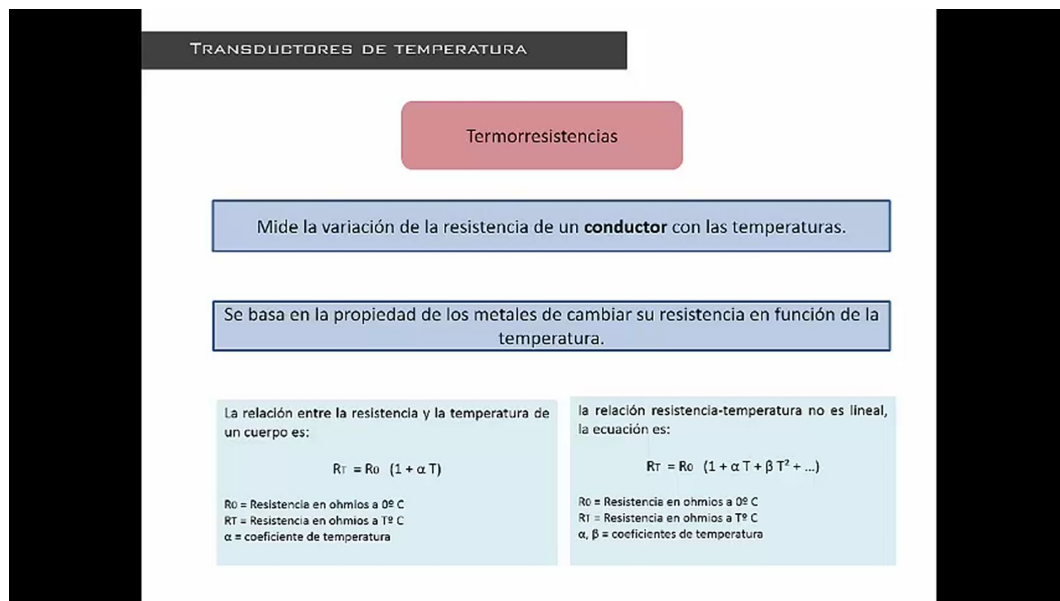 TRANSDUCTORES DE TEMPERATURA
Termorresistencias
Mide la variación de la resistencia de un conductor con las temperaturas.
Se basa en la propiedad de los metales de cambiar su resistencia en función de la
temperatura.
La relación entre la resistencia y la temperatura de
un cuerpo es:
RT = R0 (1 + α T)
R0 = Resistencia en ohmios a 0º C
RT = Resistencia en ohmios a Tº C
α = coeficiente de temperatura
la relación resistencia-temperatura no es lineal,
la ecuación es:
RT = R0 (1 + α T + β T² + ...)
R0 = Resistencia en ohmios a 0º C
RT = Resistencia en ohmios a Tº C
α, β = coeficientes de temperatura